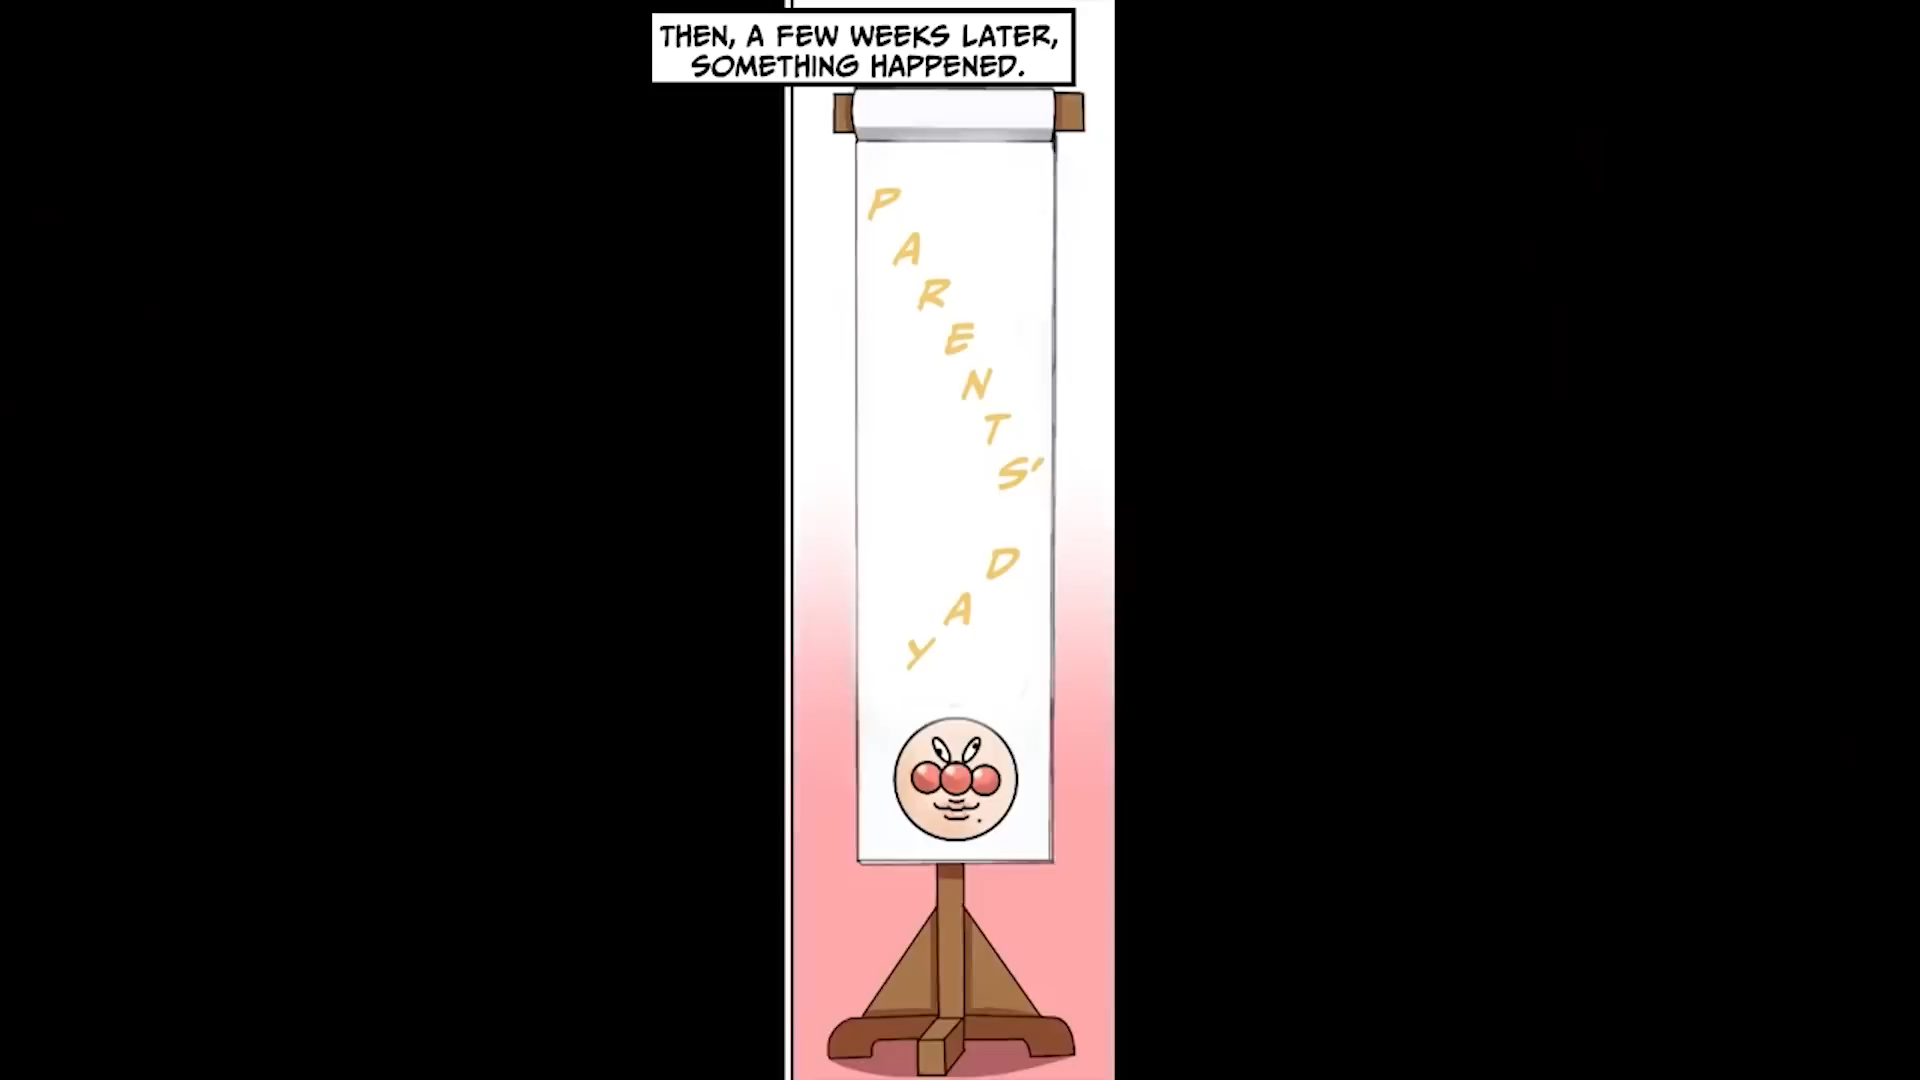 THEN, A FEW WEEKS LATER,
SOMETHING HAPPENED.
PARENTS'
DAY